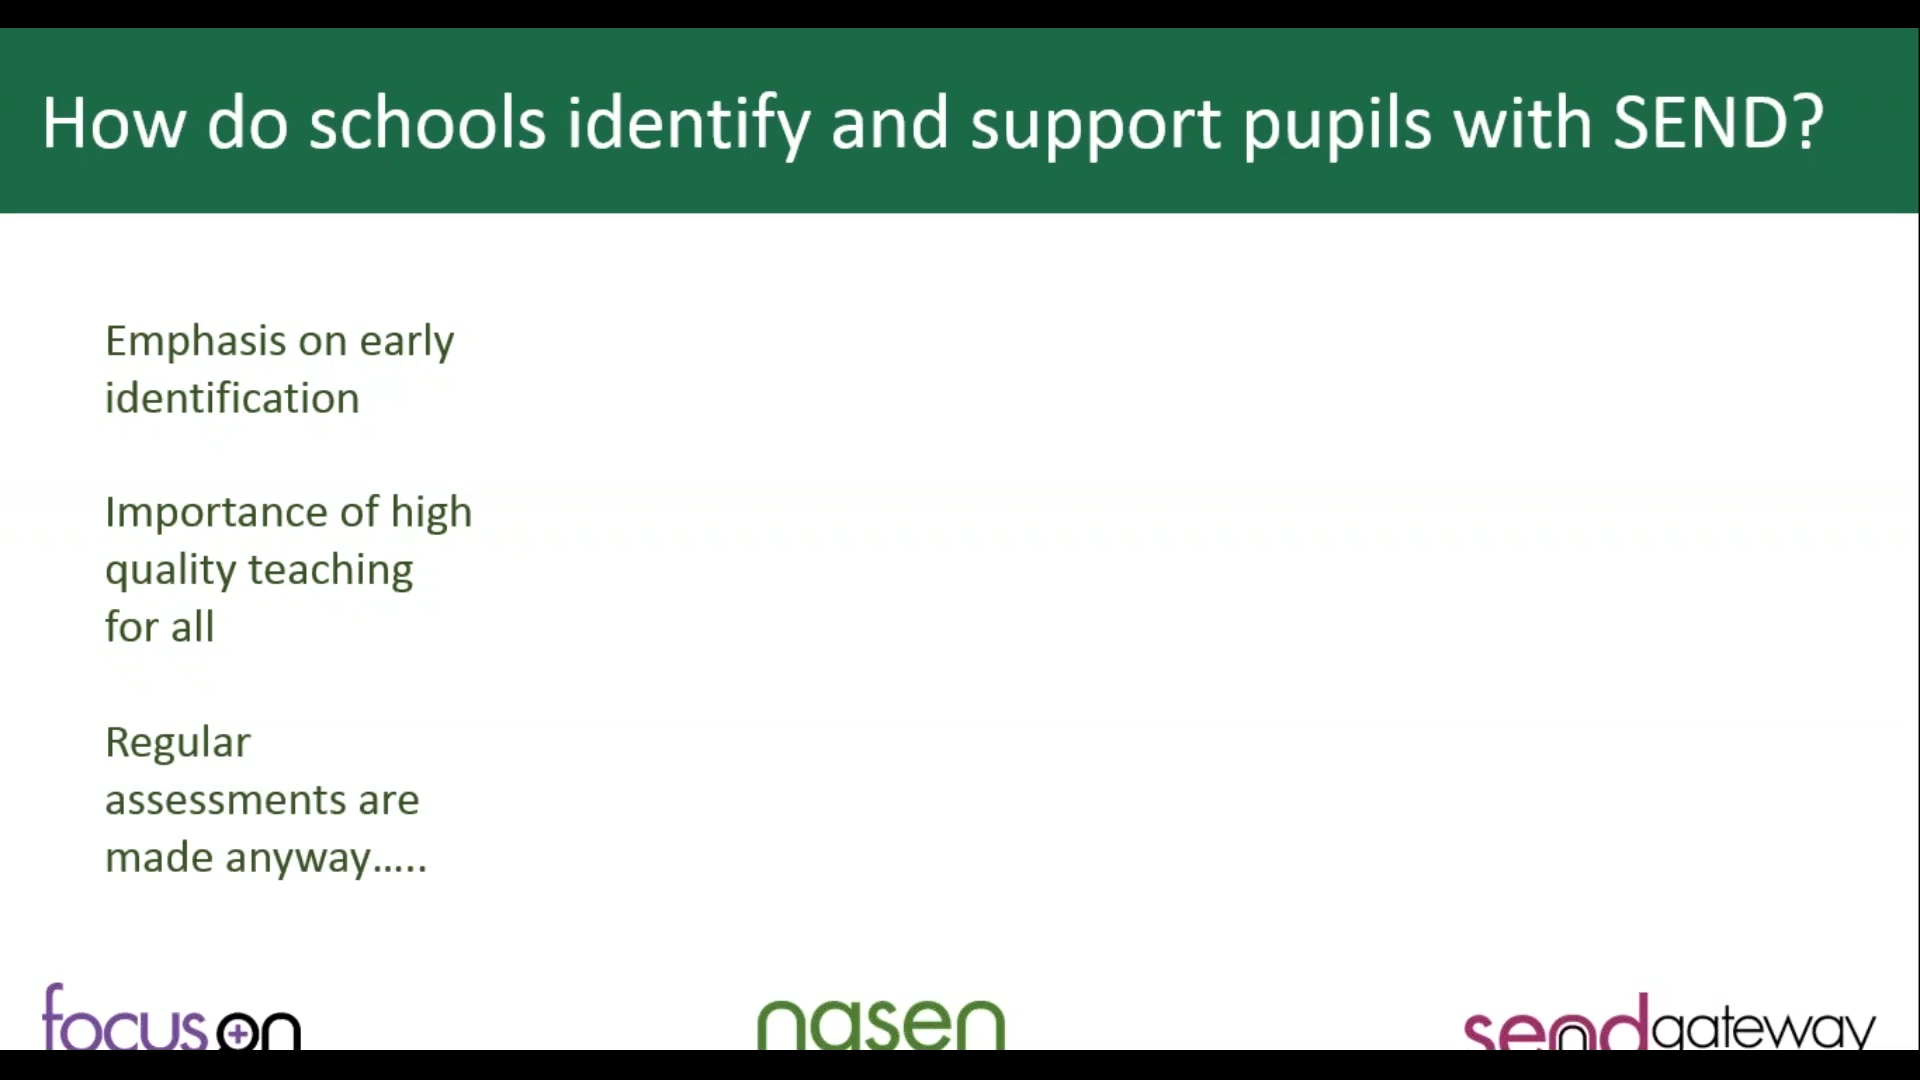 How do schools identify and support pupils with SEND?
Emphasis on early
identification
Importance of high
quality teaching
for all
Regular
assessments are
made anyway.....
focus on
nasen
sendgateway